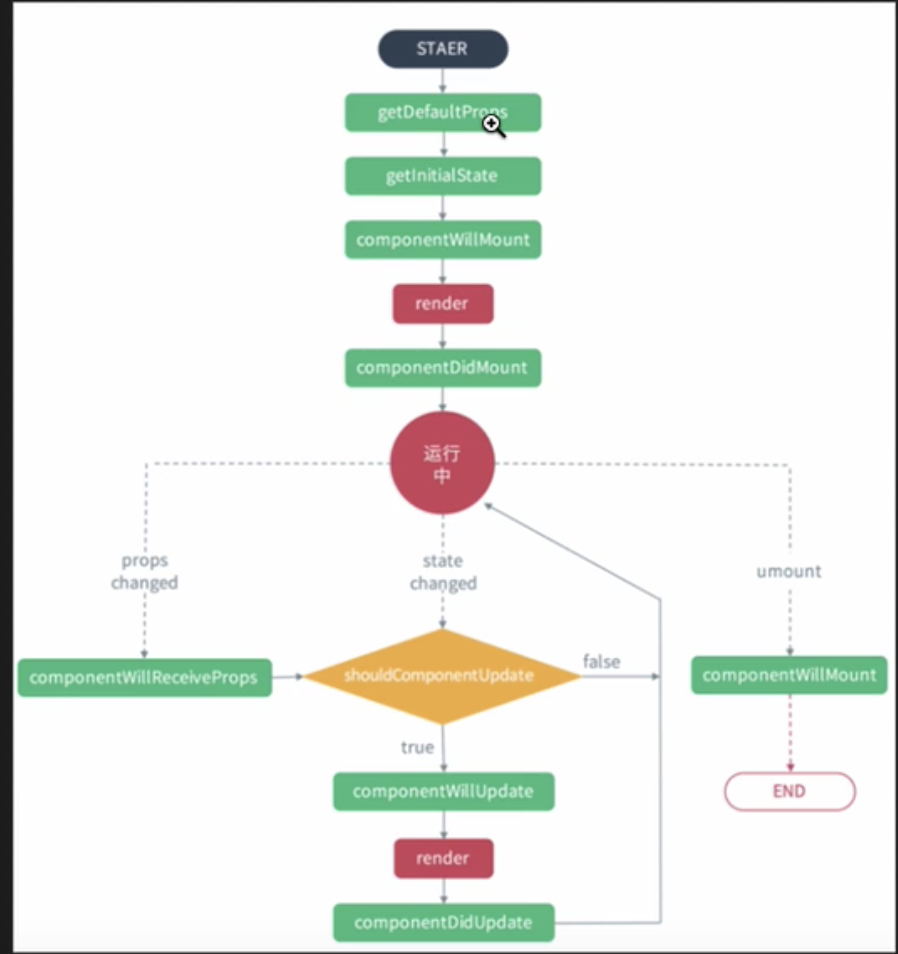 STAER
getDefaultProps
getInitialState
componentWillMount
render
componentDidMount
运行
中
props
changed
state
changed
umount
componentWillReceiveProps
shouldComponentUpdate
false
componentWillMount
true
componentWillUpdate
END
render
componentDidUpdate